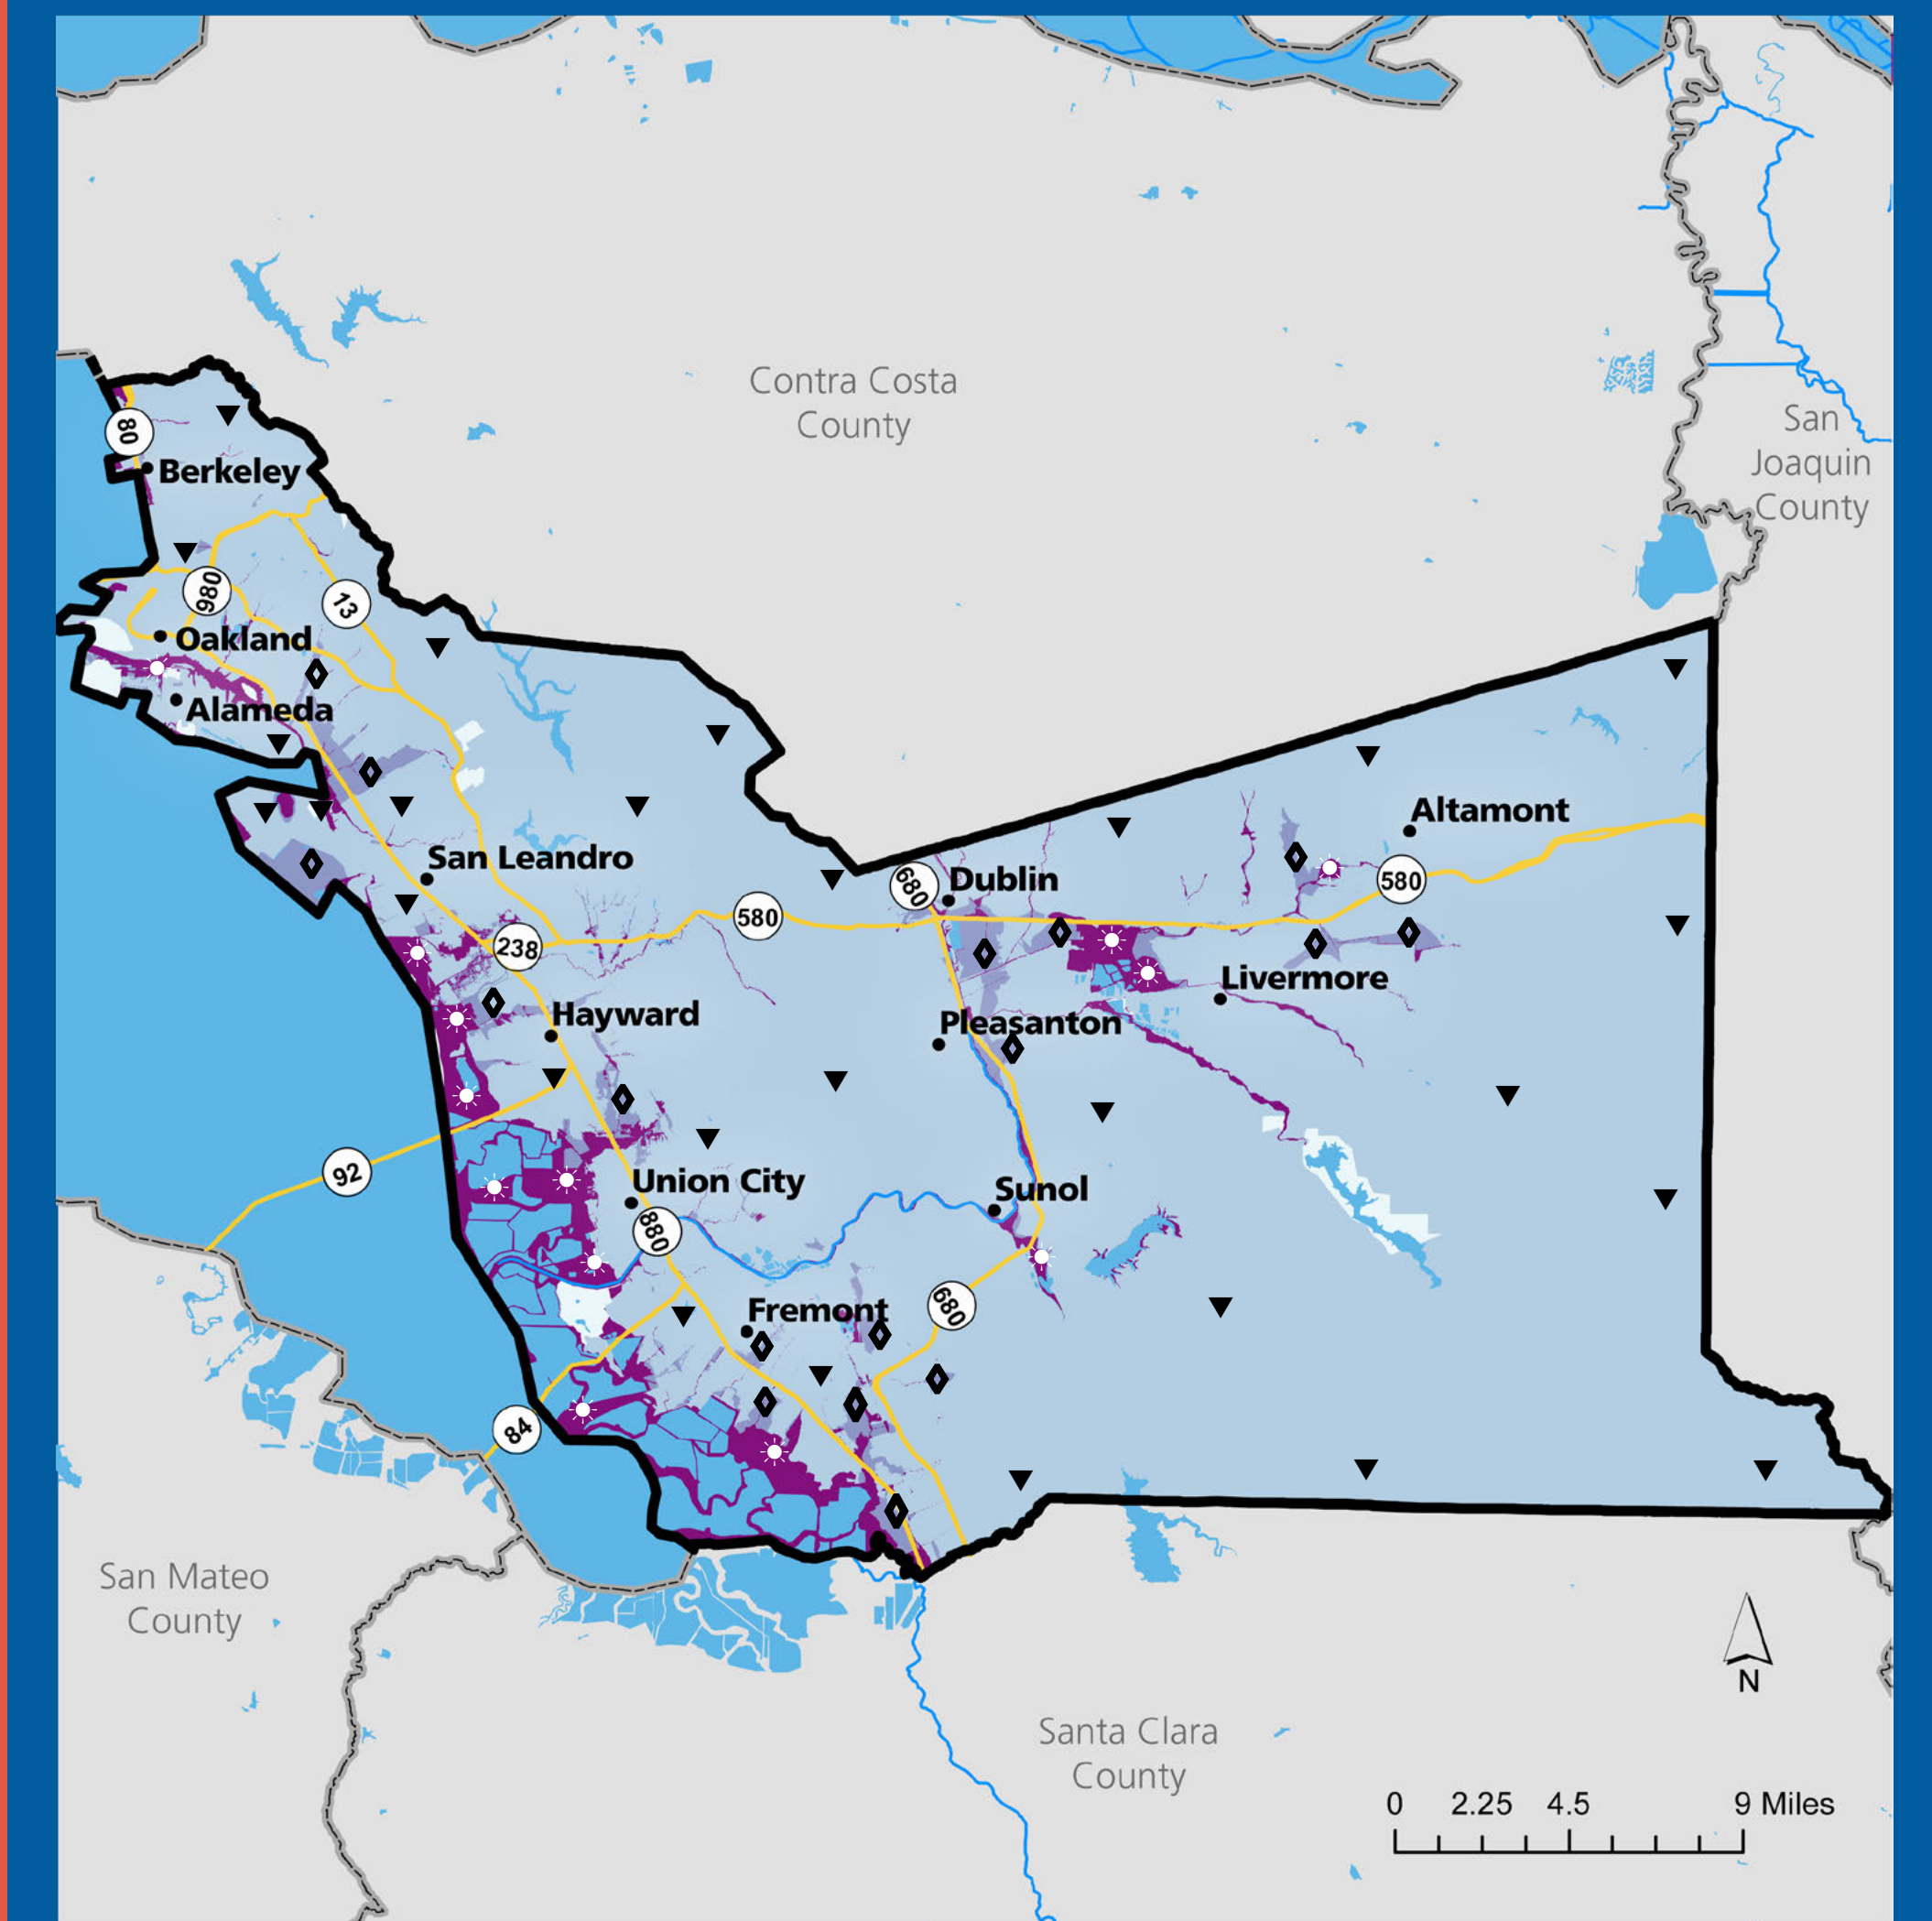 Contra Costa
County
San
Joaquin
County
80
Berkeley
980
13
Oakland
Alameda
Altamont
San Leandro
680
Dublin
580
580
238
Livermore
Hayward
Pleasanton
92
Union City
Sunol
880
Fremont
680
84
San Mateo
County
N
Santa Clara
County
0 2.25 4.5 9 Miles